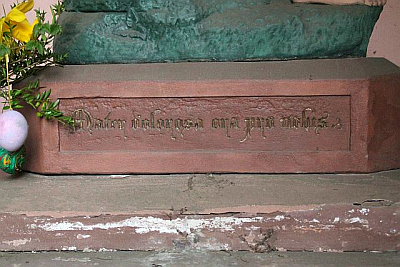 Mater dolorosa ora pro nobis.